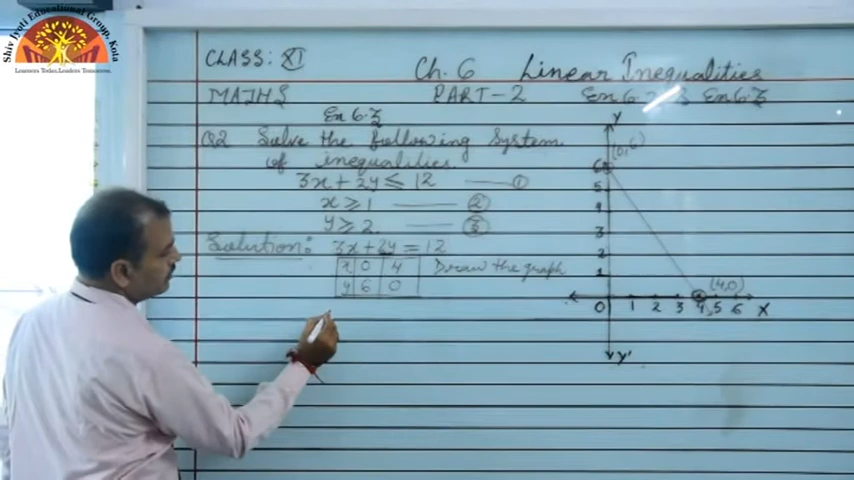 Shiv Jyoti Educational Group, Kota
Learners Today, Leaders Tomorrow.
CLASS: XI
Ch. 6 Linear Inequalities
MATHS PART-2 Ex 6.2 & Ex 6.3
Ex 6.3
Q2 Solve the following System
of inequalities.
3x + 2y ≤ 12 —— ①
x ≥ 1 —— ②
y ≥ 2 —— ③
Solution: 3x + 2y = 12
x 0 4 Draw the graph
y 6 0
Y
(0,6)
6
5
4
3
2
1
(4,0)
0 1 2 3 4 5 6 X
Y'